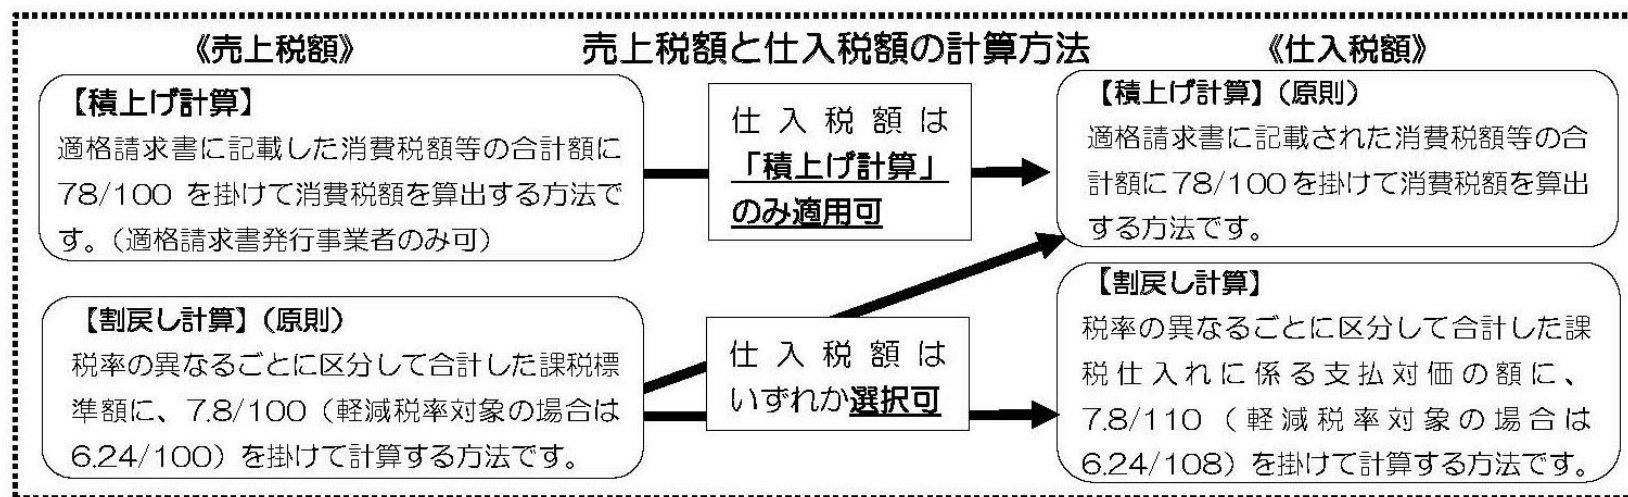 売上税額と仕入税額の計算方法
《売上税額》
【積上げ計算】
適格請求書に記載した消費税額等の合計額に
78/100 を掛けて消費税額を算出する方法で
す。（適格請求書発行事業者のみ可）
【割戻し計算】（原則）
税率の異なるごとに区分して合計した課税標
準額に、7.8/100（軽減税率対象の場合は
6.24/100）を掛けて計算する方法です。
仕入税額は
「積上げ計算」
のみ適用可
仕入税額は
いずれか選択可
《仕入税額》
【積上げ計算】（原則）
適格請求書に記載された消費税額等の合
計額に78/100を掛けて消費税額を算出
する方法です。
【割戻し計算】
税率の異なるごとに区分して合計した課
税仕入れに係る支払対価の額に、
7.8/110（軽減税率対象の場合は
6.24/108）を掛けて計算する方法です。